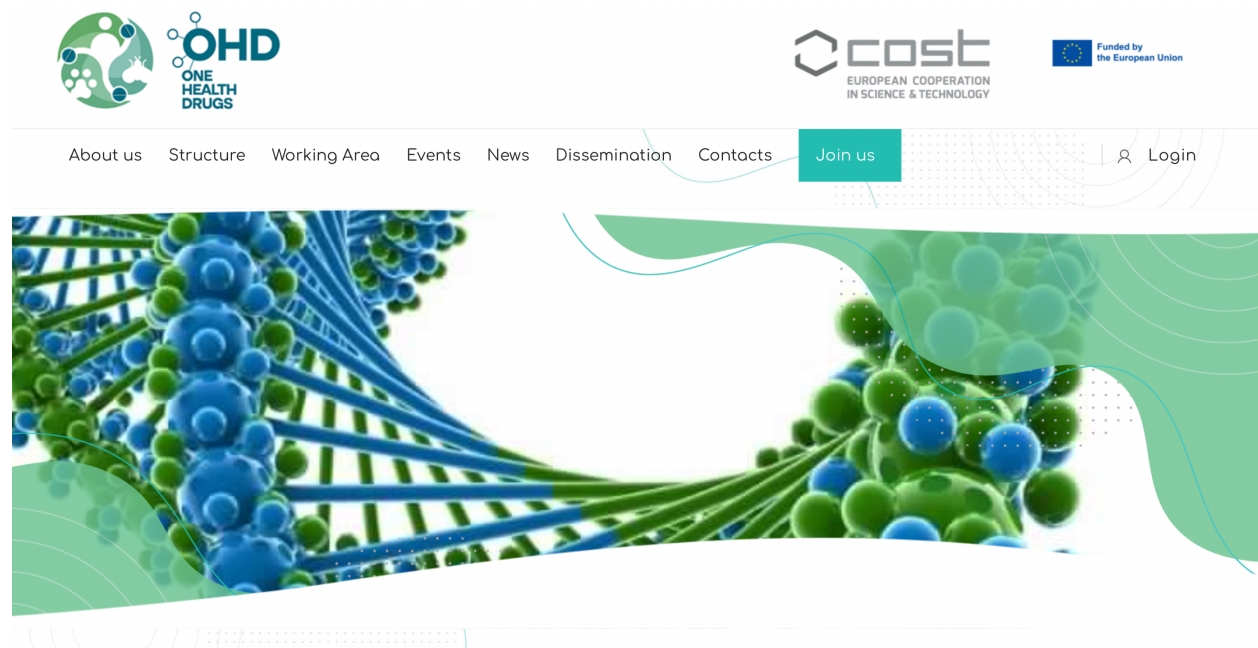 OHD
ONE
HEALTH
DRUGS
cost
EUROPEAN COOPERATION
IN SCIENCE & TECHNOLOGY
Funded by
the European Union
About us Structure Working Area Events News Dissemination Contacts Join us Login